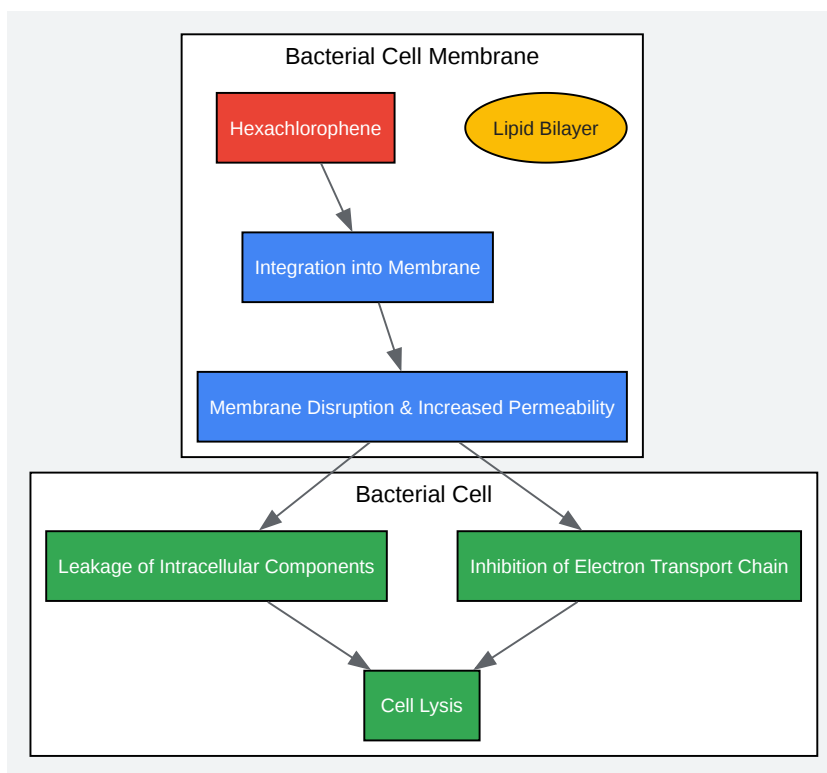 Bacterial Cell Membrane
Hexachlorophene
Lipid Bilayer
Integration into Membrane
Membrane Disruption & Increased Permeability
Bacterial Cell
Leakage of Intracellular Components
Inhibition of Electron Transport Chain
Cell Lysis